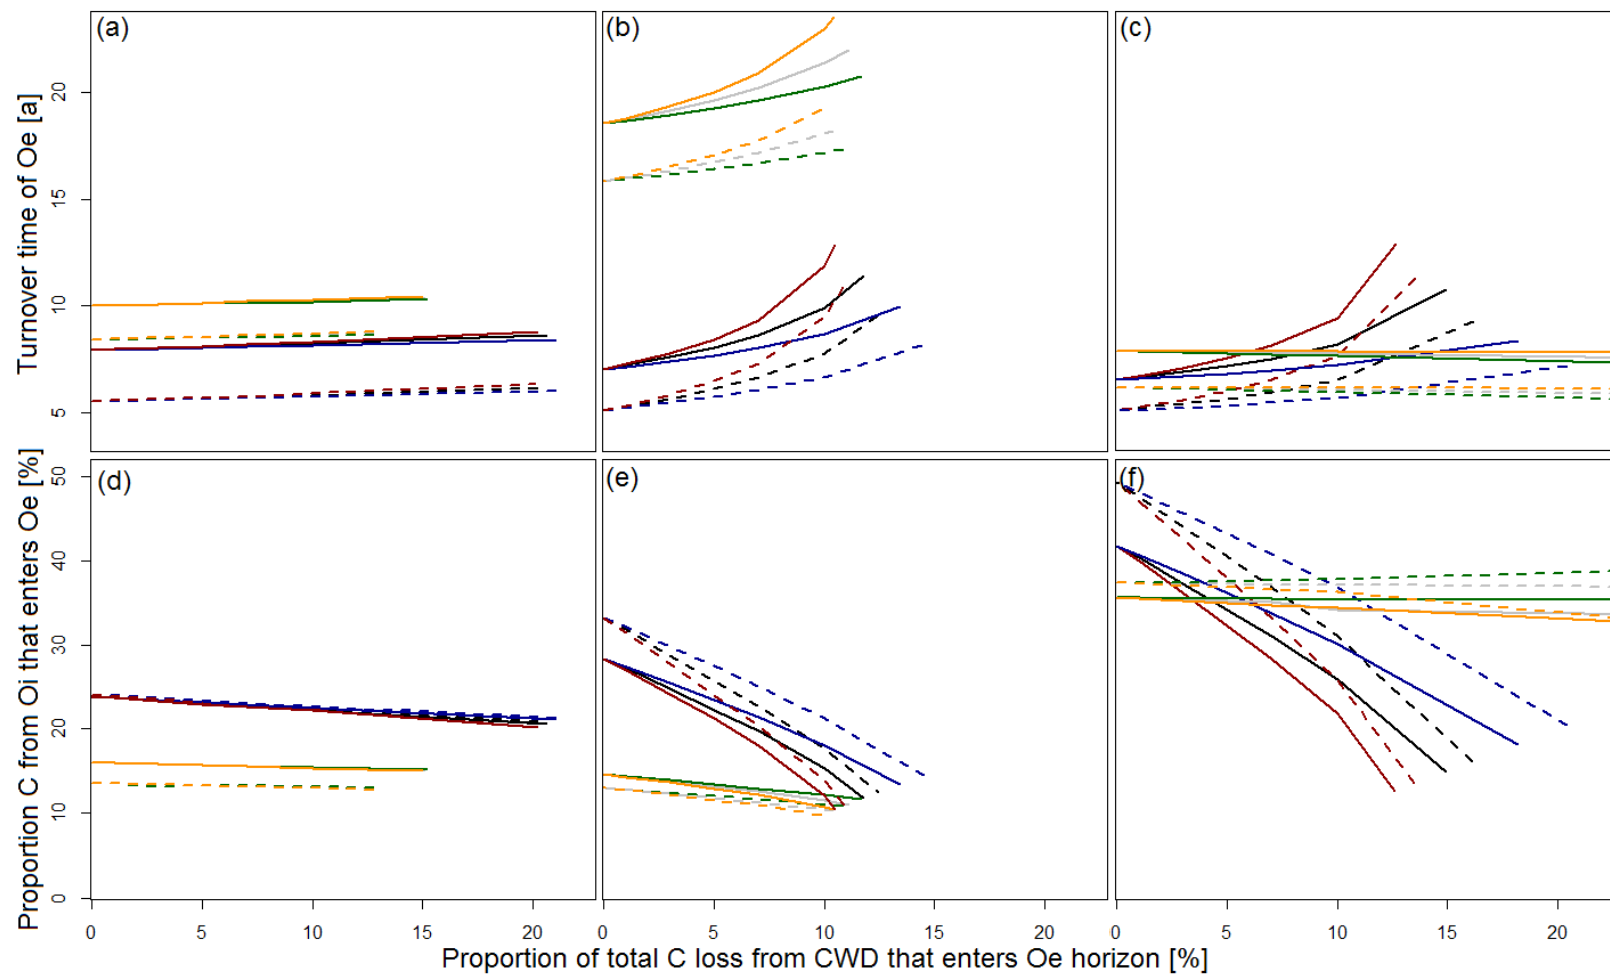 (a)
(b)
(c)
Turnover time of Oe [a]
20
15
10
5
(d)
(e)
(f)
Proportion C from Oi that enters Oe [%]
50
40
30
20
10
0
0 5 10 15 20
0 5 10 15 20
0 5 10 15 20
Proportion of total C loss from CWD that enters Oe horizon [%]